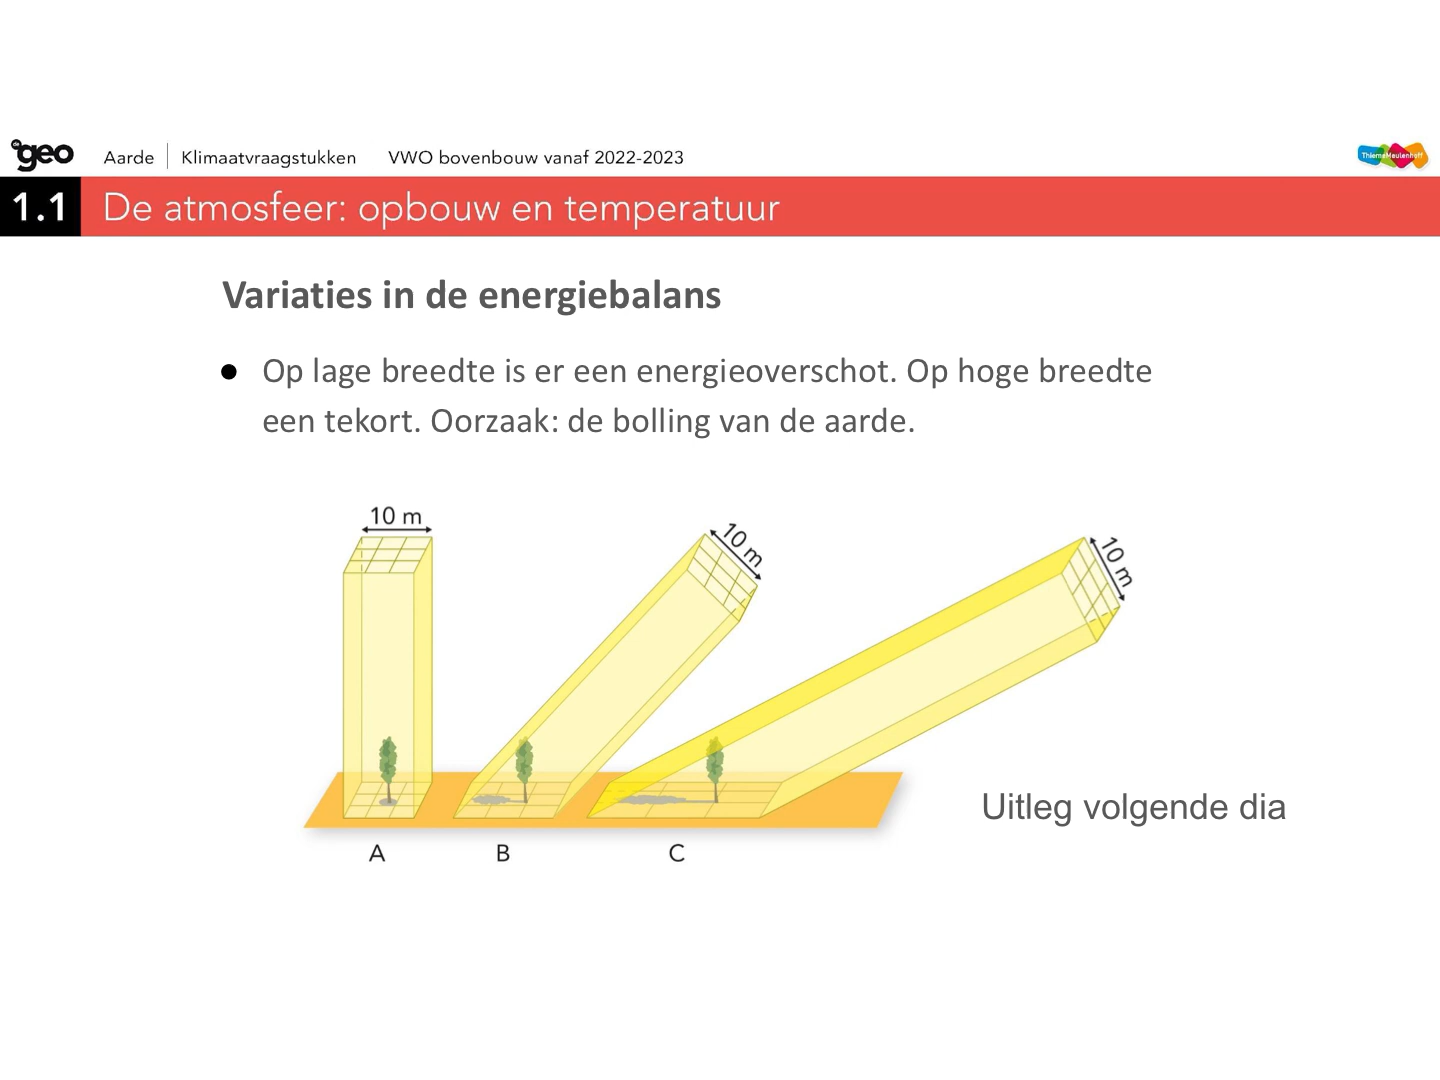 de geo
Aarde | Klimaatvraagstukken VWO bovenbouw vanaf 2022-2023
ThiemeMeulenhoff
1.1 De atmosfeer: opbouw en temperatuur
Variaties in de energiebalans
● Op lage breedte is er een energieoverschot. Op hoge breedte
een tekort. Oorzaak: de bolling van de aarde.
10 m
10 m
10 m
Uitleg volgende dia
A
B
C